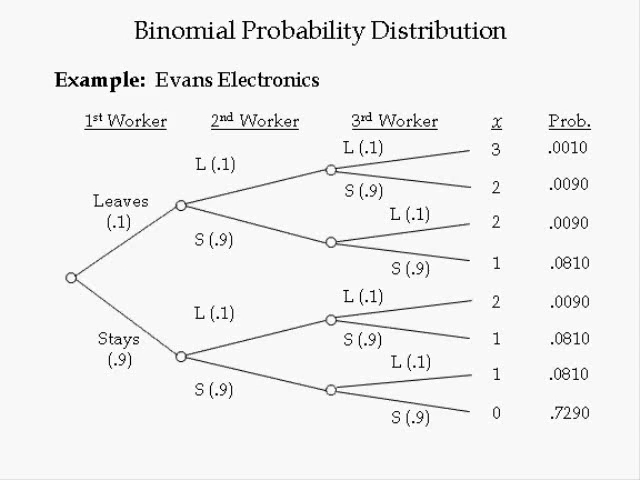 Binomial Probability Distribution
Example: Evans Electronics
1st Worker 2nd Worker 3rd Worker x Prob.
L (.1) 3 .0010
L (.1)
S (.9) 2 .0090
Leaves
(.1)
L (.1) 2 .0090
S (.9)
S (.9) 1 .0810
L (.1) 2 .0090
L (.1)
Stays
(.9)
S (.9) 1 .0810
L (.1) 1 .0810
S (.9)
S (.9) 0 .7290